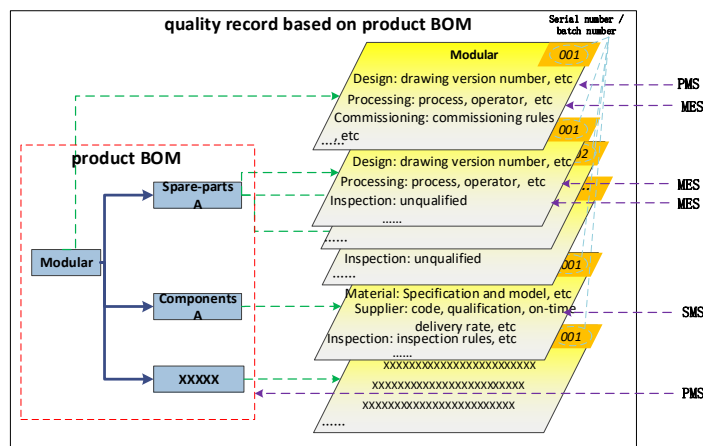 quality record based on product BOM
Serial number /
batch number
Modular
001
Design: drawing version number, etc
Processing: process, operator, etc
Commissioning: commissioning rules
, etc
......
PMS
MES
product BOM
Modular
Spare-parts
A
Components
A
XXXXX
001
Design: drawing version number, etc
02
Processing: process, operator, etc
Inspection: unqualified
......
MES
MES
......
Inspection: unqualified
......
001
Material: Specification and model, etc
Supplier: code, qualification, on-time
delivery rate, etc
Inspection: inspection rules, etc
......
SMS
001
XXXXXXXXXXXXXXXXXXXXXXXX
XXXXXXXXXXXXXXXXXXXXXXXX
XXXXXXXXXXXXXXXXXXXXXXXX
......
PMS